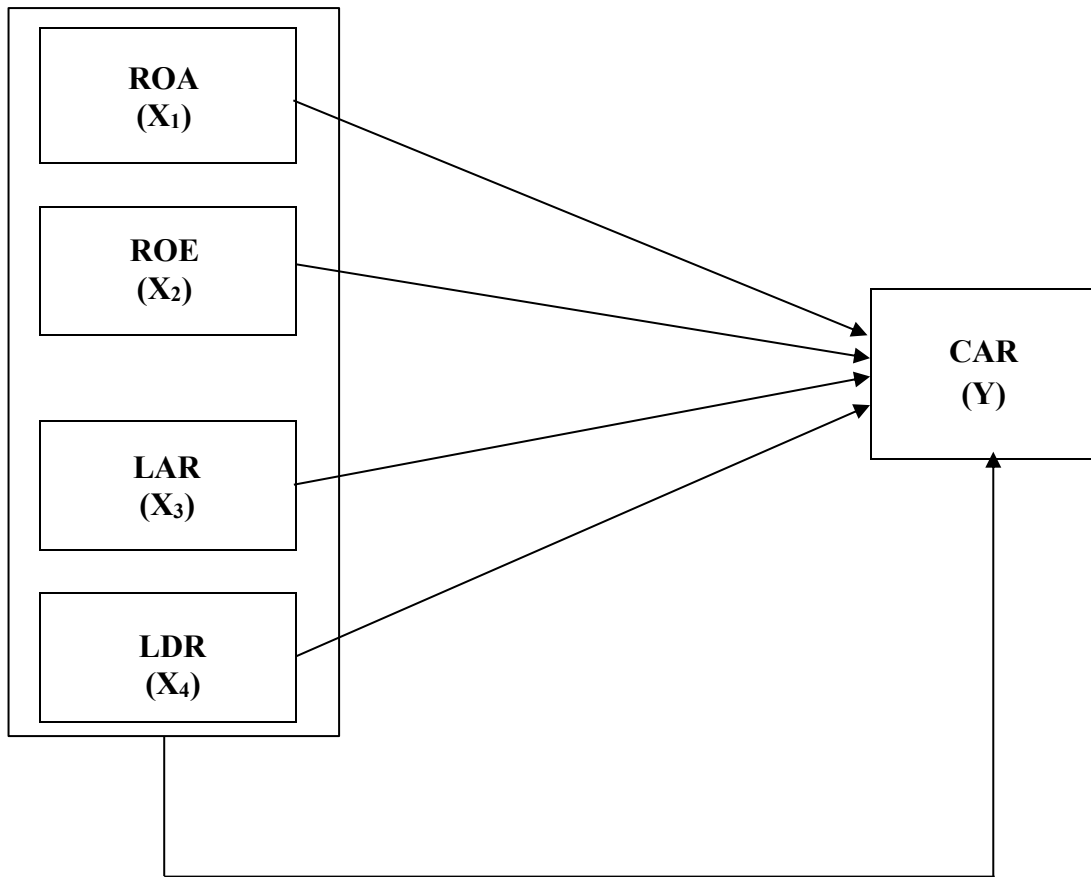 ROA
(X₁)
ROE
(X₂)
LAR
(X₃)
LDR
(X₄)
CAR
(Y)